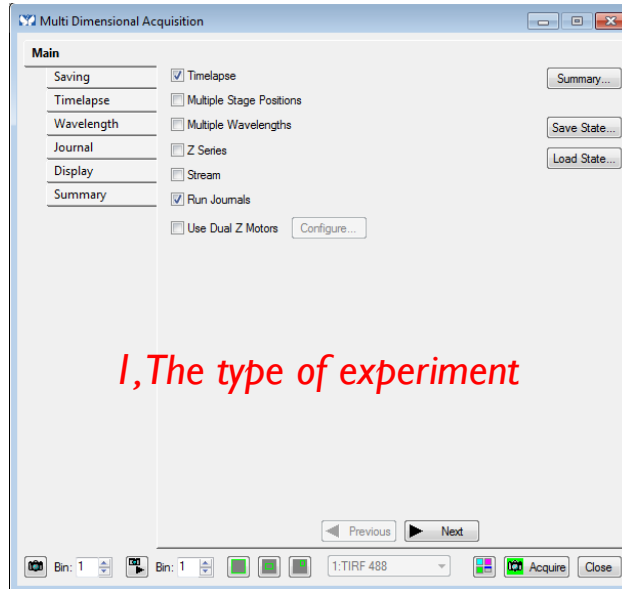 Multi Dimensional Acquisition
Main
Saving
Timelapse
Wavelength
Journal
Display
Summary
Timelapse
Multiple Stage Positions
Multiple Wavelengths
Z Series
Stream
Run Journals
Use Dual Z Motors
Configure...
Summary...
Save State...
Load State...
1,The type of experiment
Previous
Next
Bin: 1
Bin: 1
1:TIRF 488
Acquire
Close